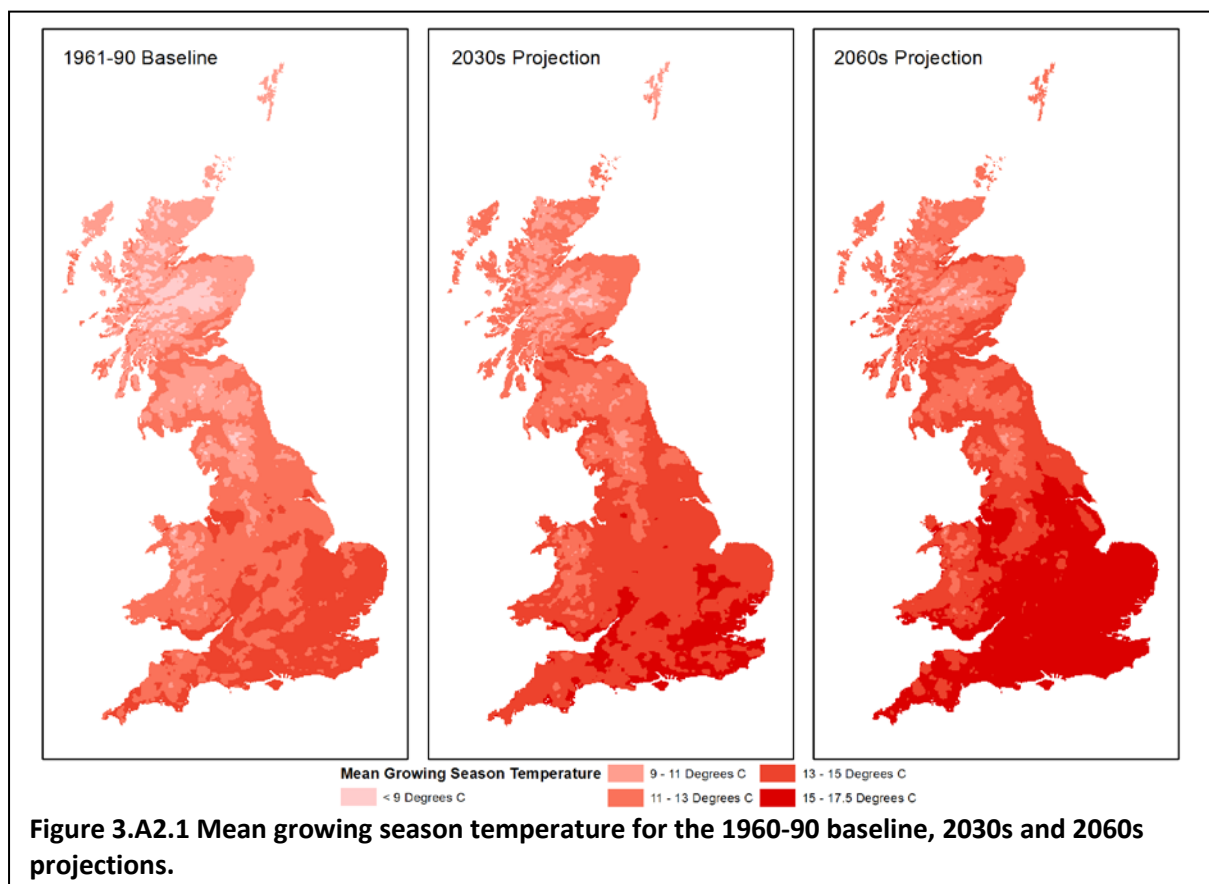 1961-90 Baseline
2030s Projection
2060s Projection
Mean Growing Season Temperature
< 9 Degrees C
9 - 11 Degrees C
11 - 13 Degrees C
13 - 15 Degrees C
15 - 17.5 Degrees C
Figure 3.A2.1 Mean growing season temperature for the 1960-90 baseline, 2030s and 2060s
projections.